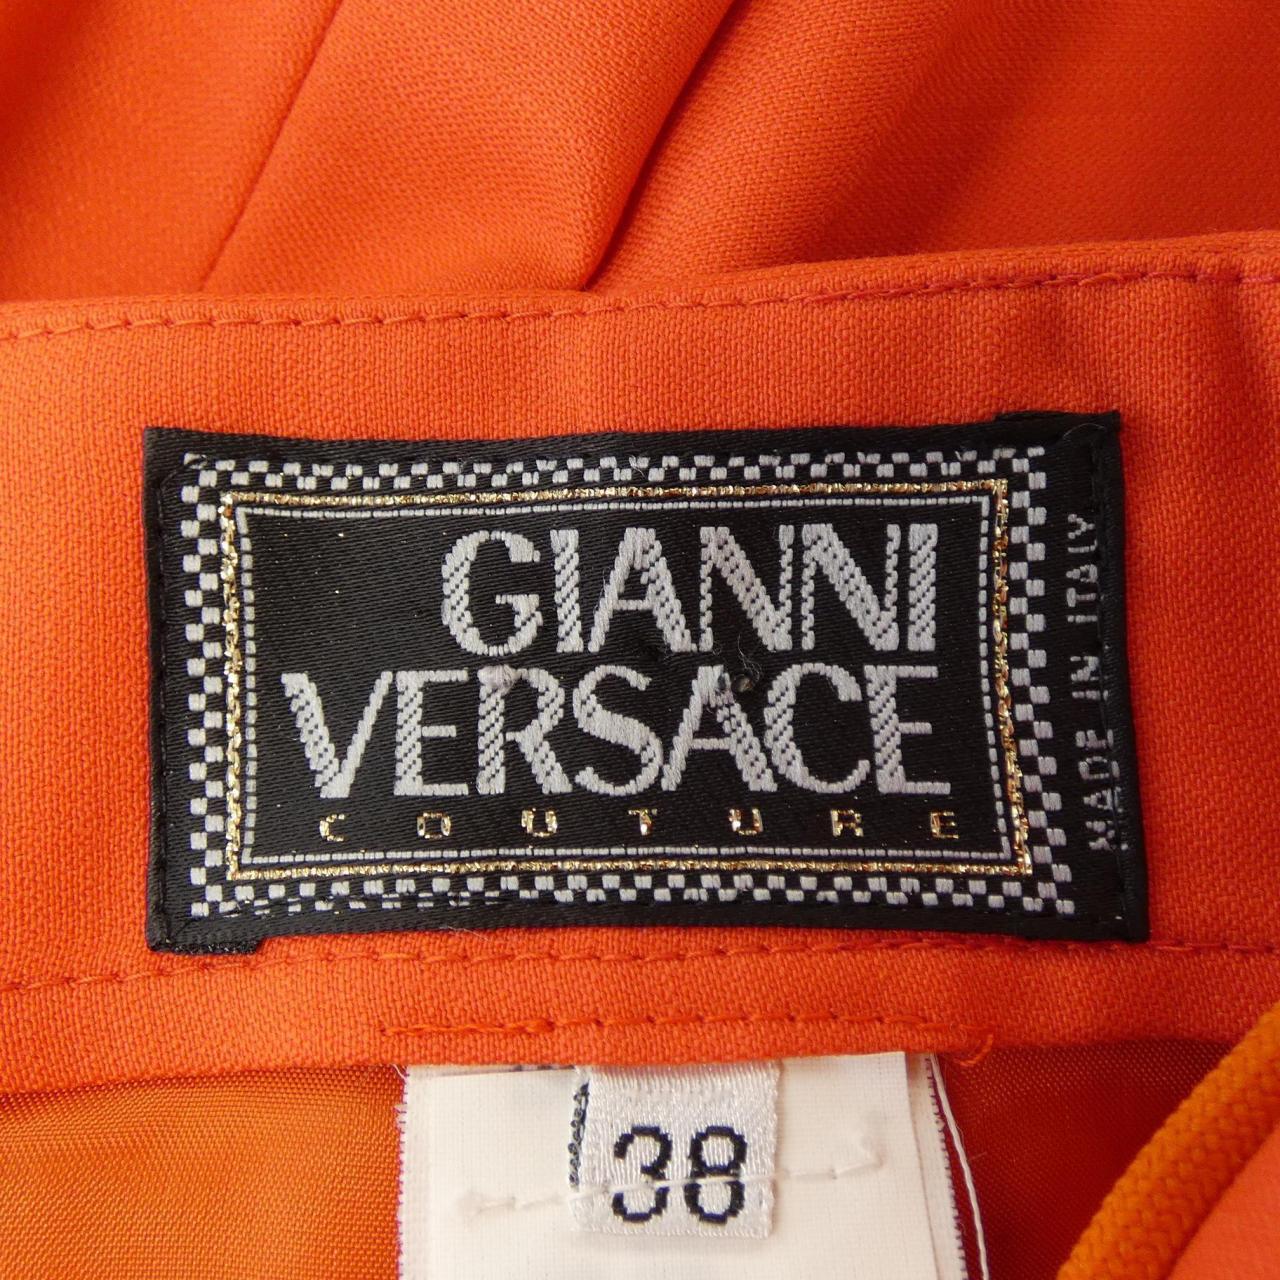 GIANNI
VERSACE
COUTURE
MADE IN ITALY
38